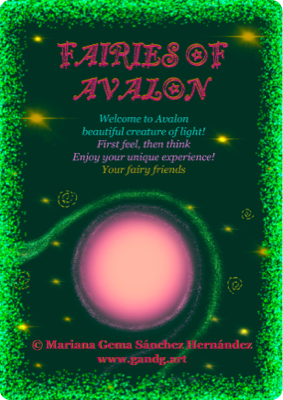 FAIRIES OF
AVALON
Welcome to Avalon
beautiful creature of light!
First feel, then think
Enjoy your unique experience!
Your fairy friends
© Mariana Gema Sánchez Hernández
www.gandg.art